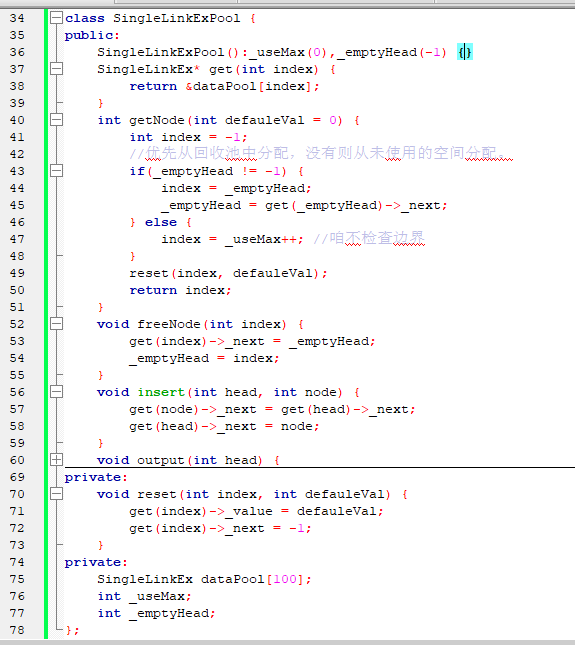 34 class SingleLinkExPool {
35 public:
36 SingleLinkExPool():_useMax(0),_emptyHead(-1) {}
37 SingleLinkEx* get(int index) {
38 return &dataPool[index];
39 }
40 int getNode(int defauleVal = 0) {
41 int index = -1;
42 //优先从回收池中分配，没有则从未使用的空间分配。
43 if(_emptyHead != -1) {
44 index = _emptyHead;
45 _emptyHead = get(_emptyHead)->_next;
46 } else {
47 index = _useMax++; //咱不检查边界
48 }
49 reset(index, defauleVal);
50 return index;
51 }
52 void freeNode(int index) {
53 get(index)->_next = _emptyHead;
54 _emptyHead = index;
55 }
56 void insert(int head, int node) {
57 get(node)->_next = get(head)->_next;
58 get(head)->_next = node;
59 }
60 void output(int head) {
69 private:
70 void reset(int index, int defauleVal) {
71 get(index)->_value = defauleVal;
72 get(index)->_next = -1;
73 }
74 private:
75 SingleLinkEx dataPool[100];
76 int _useMax;
77 int _emptyHead;
78 };